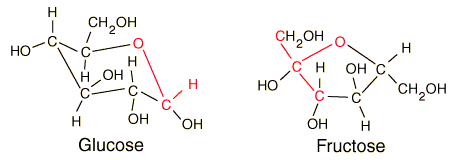 H CH2OH O
HO C C H
H OH H H
C C C
H OH OH
Glucose
CH2OH O H
HO C H OH C CH2OH
C C
OH H
Fructose